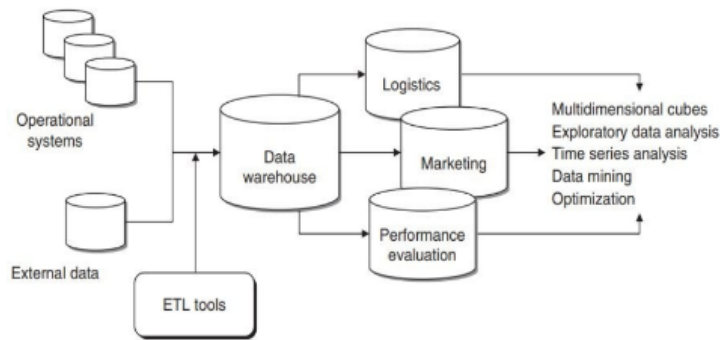 Operational
systems
External data
ETL tools
Data
warehouse
Logistics
Marketing
Performance
evaluation
Multidimensional cubes
Exploratory data analysis
Time series analysis
Data mining
Optimization